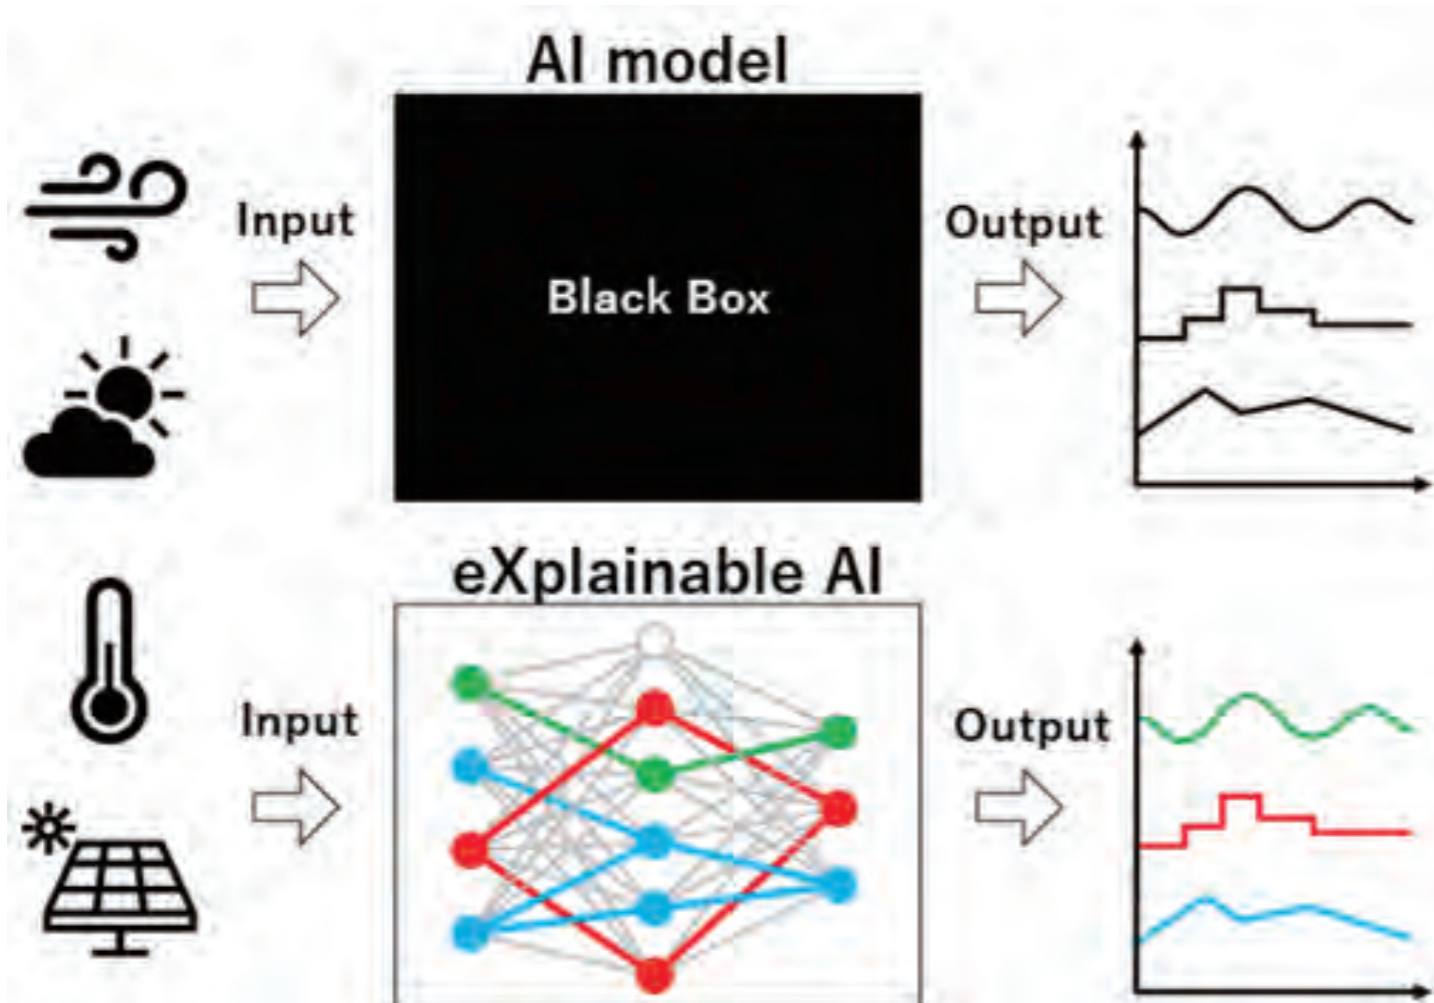 AI model
Input
Black Box
Output
eXplainable AI
Input
Output